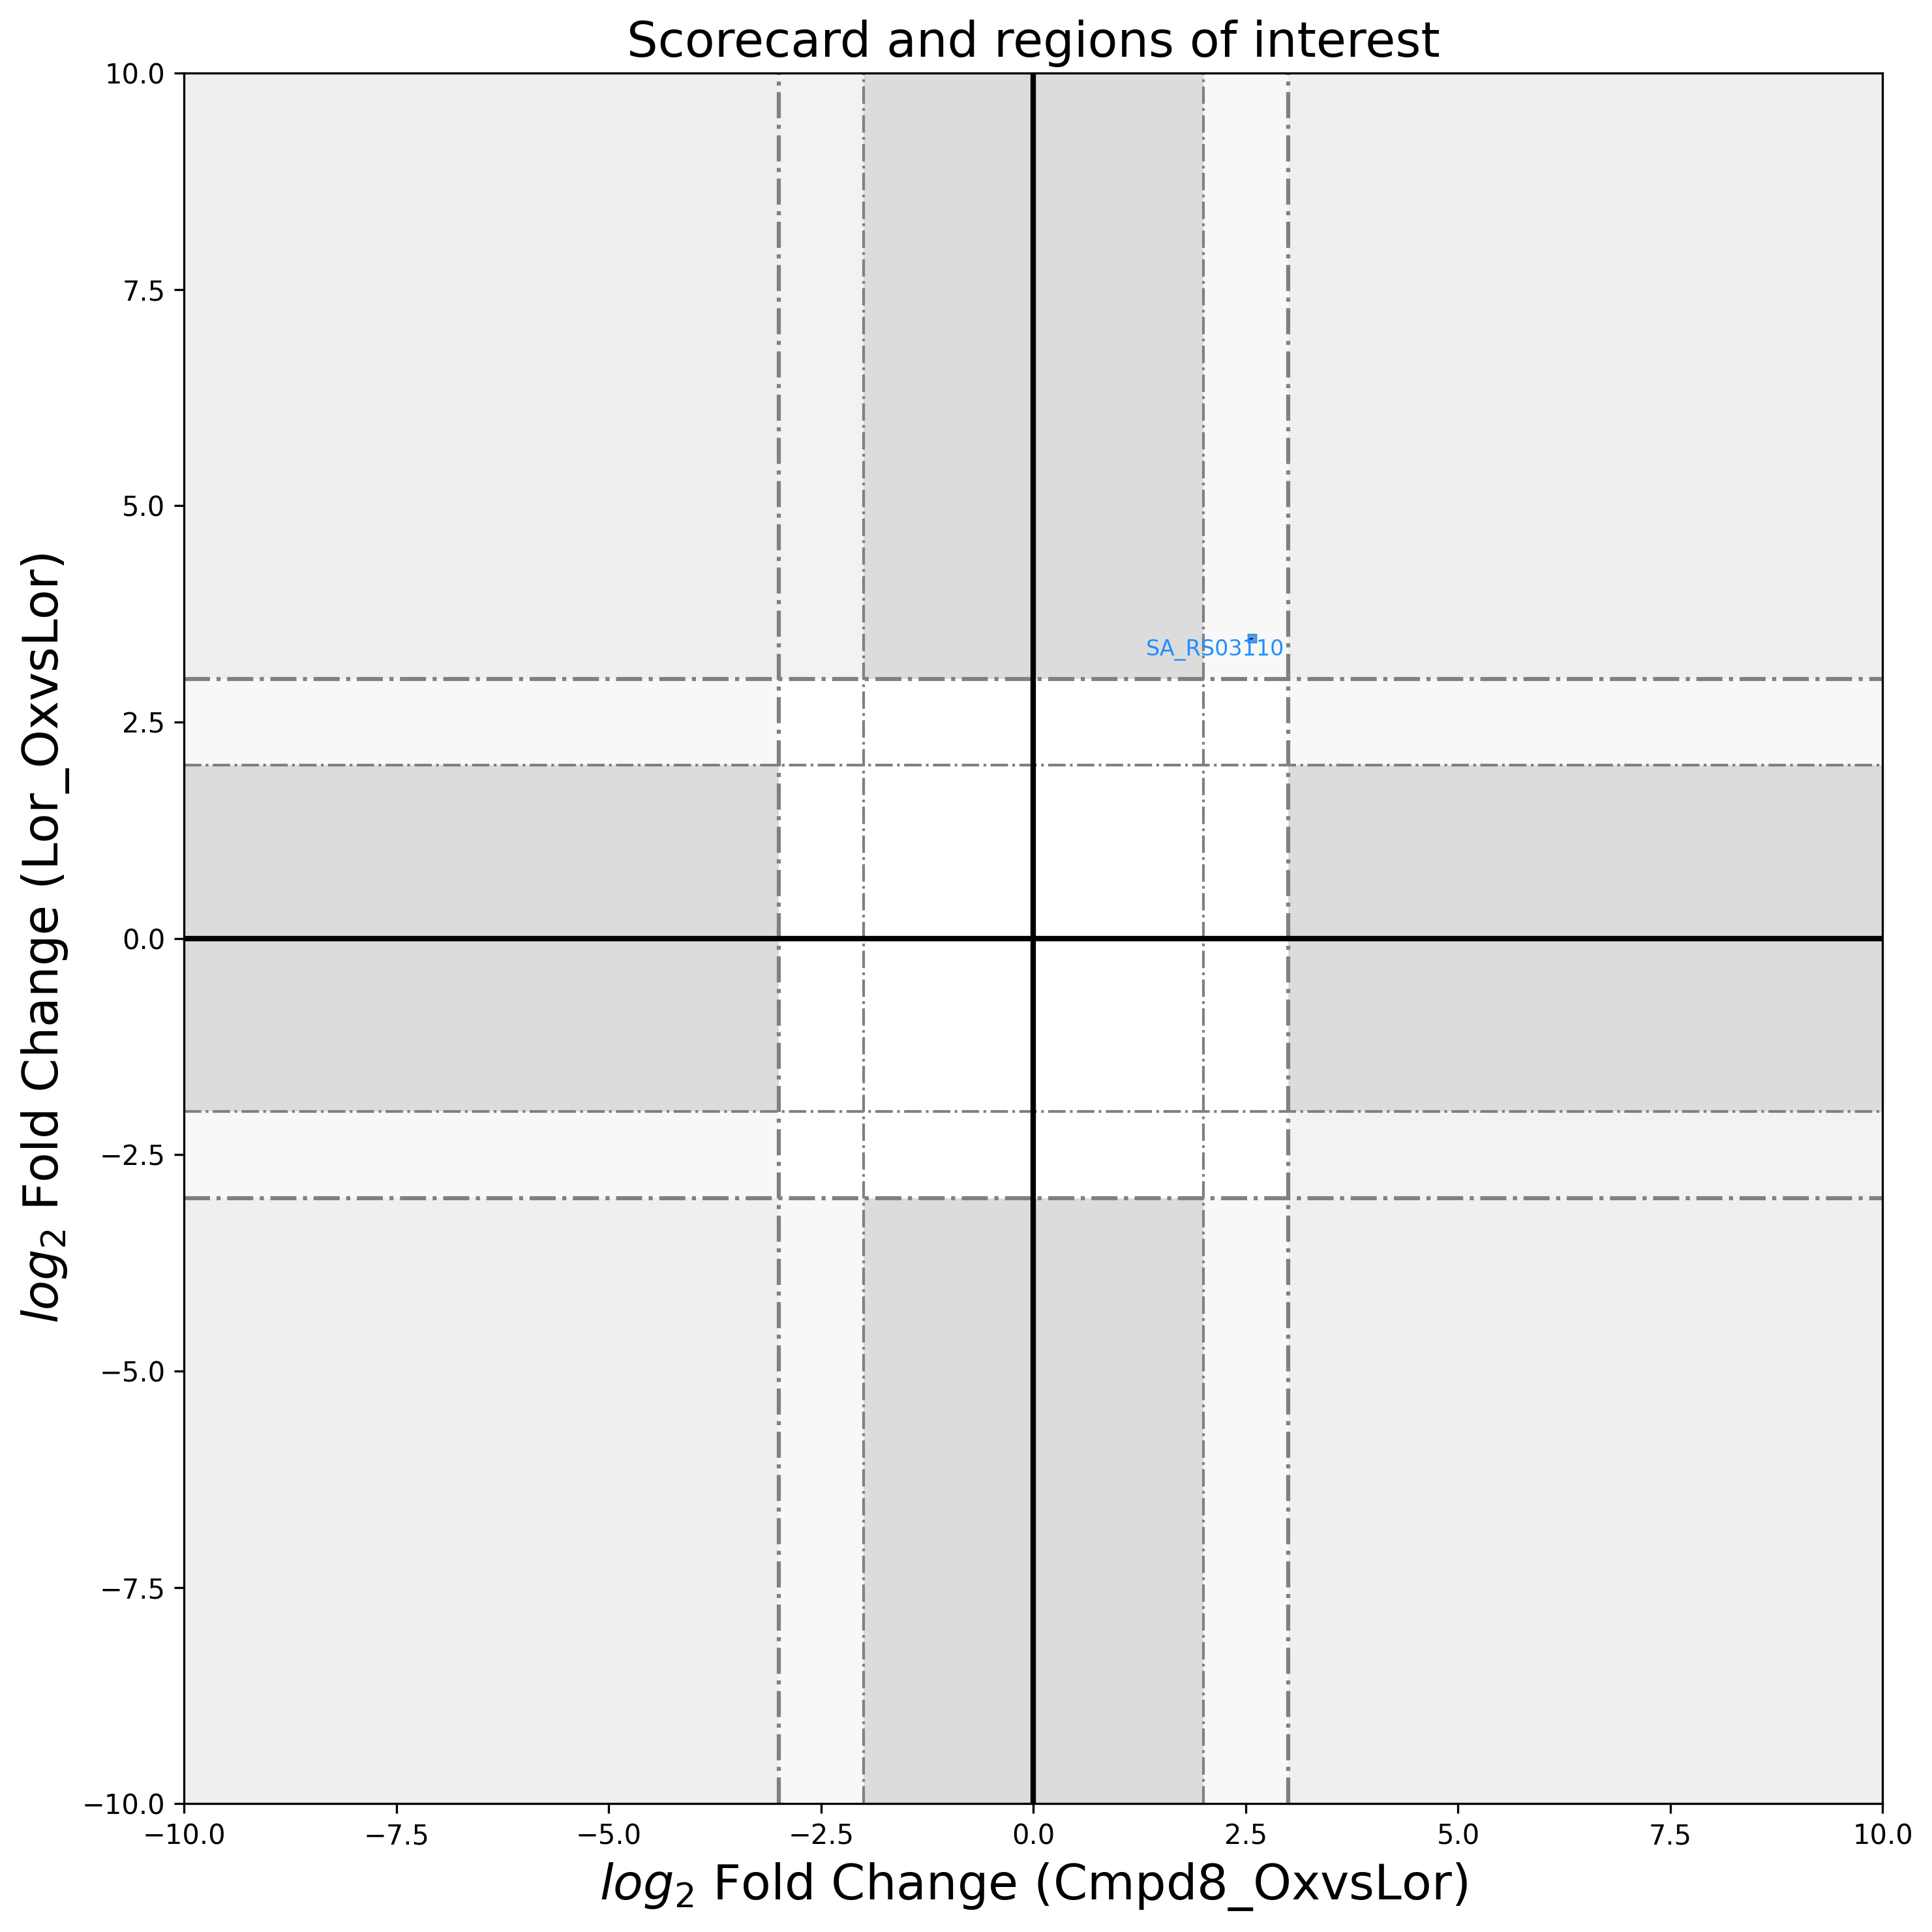 Scorecard and regions of interest
10.0
7.5
5.0
2.5
0.0
−2.5
−5.0
−7.5
−10.0
log2 Fold Change (Lor_OxvsLor)
SA_RS03110
−10.0 −7.5 −5.0 −2.5 0.0 2.5 5.0 7.5 10.0
log2 Fold Change (Cmpd8_OxvsLor)